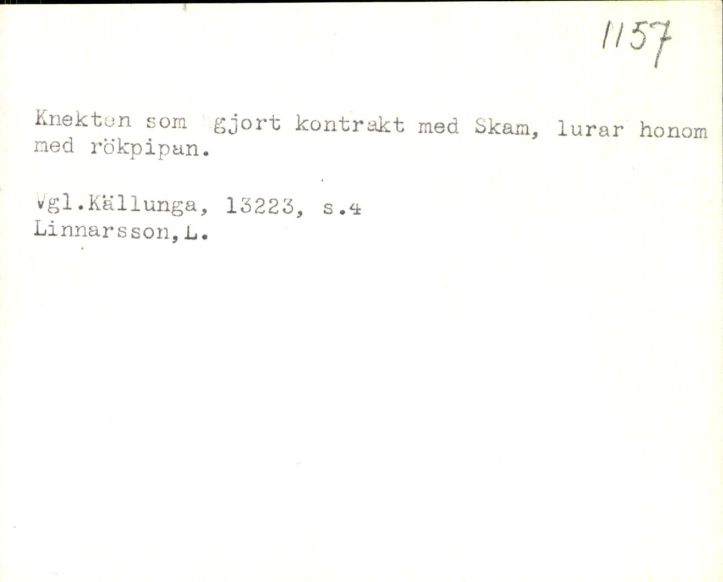 1157
Knekten som gjort kontrakt med Skam, lurar honom
med rökpipan.
Vgl.Källunga, 13223, s.4
Linnarsson,L.